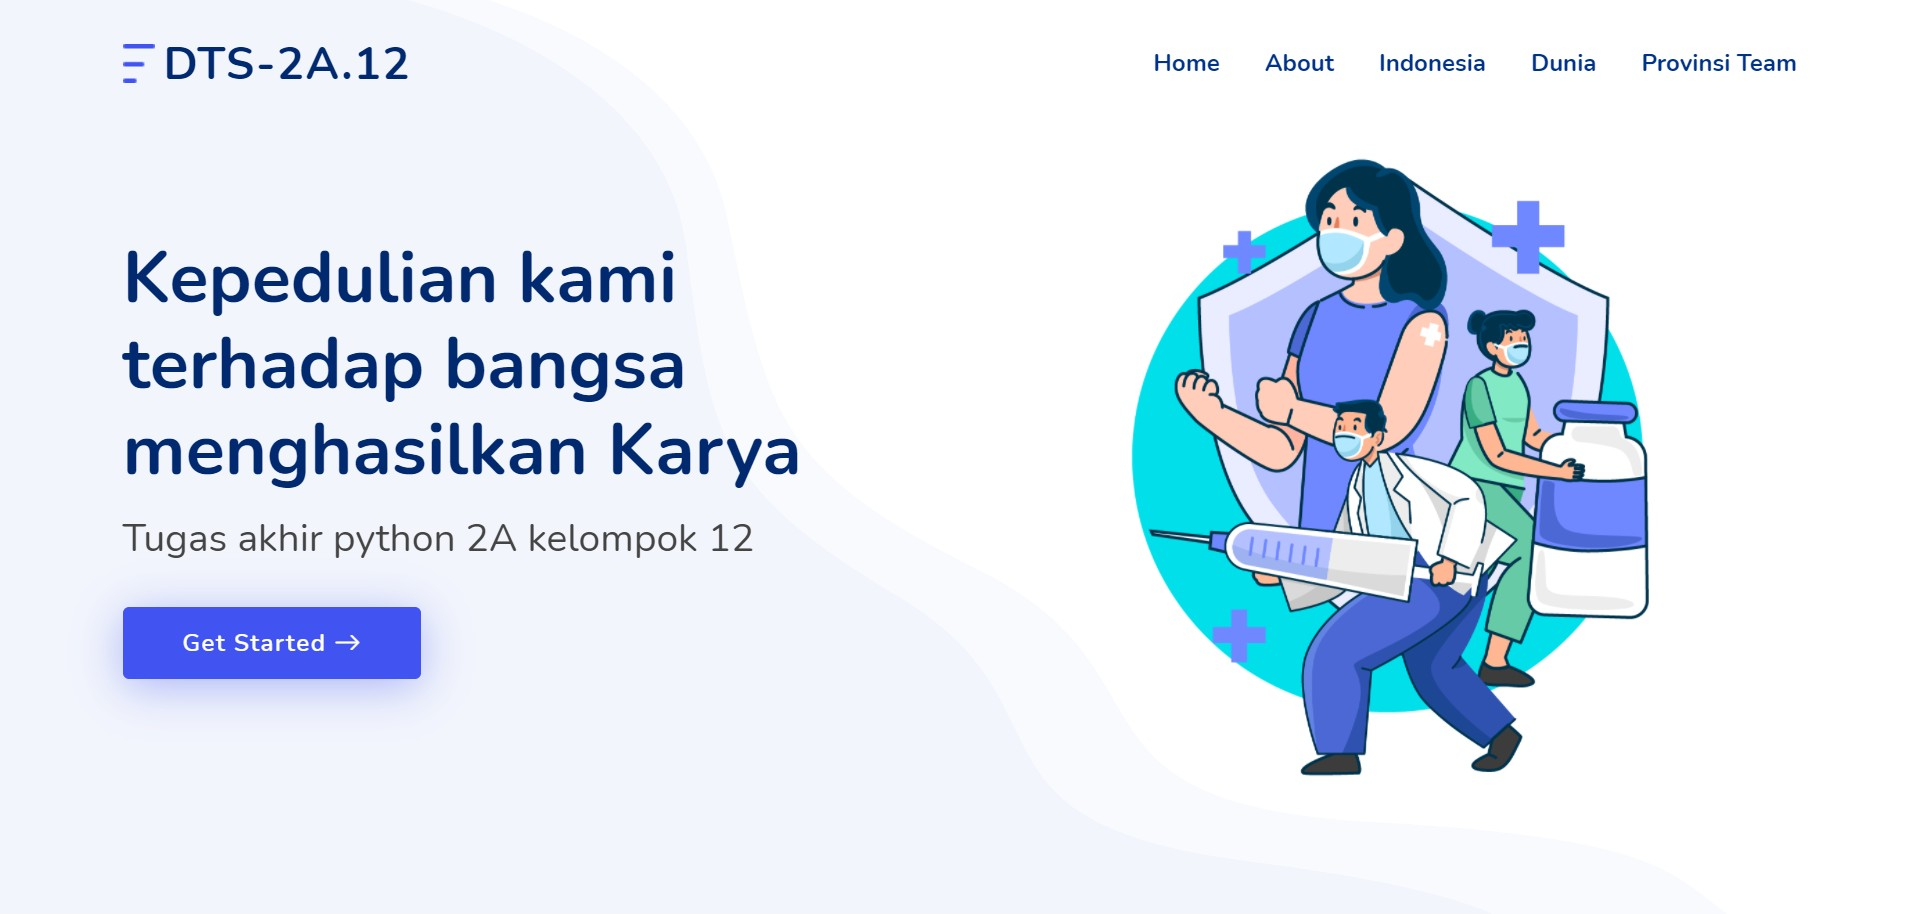 DTS-2A.12
Home About Indonesia Dunia Provinsi Team
Kepedulian kami
terhadap bangsa
menghasilkan Karya
Tugas akhir python 2A kelompok 12
Get Started →